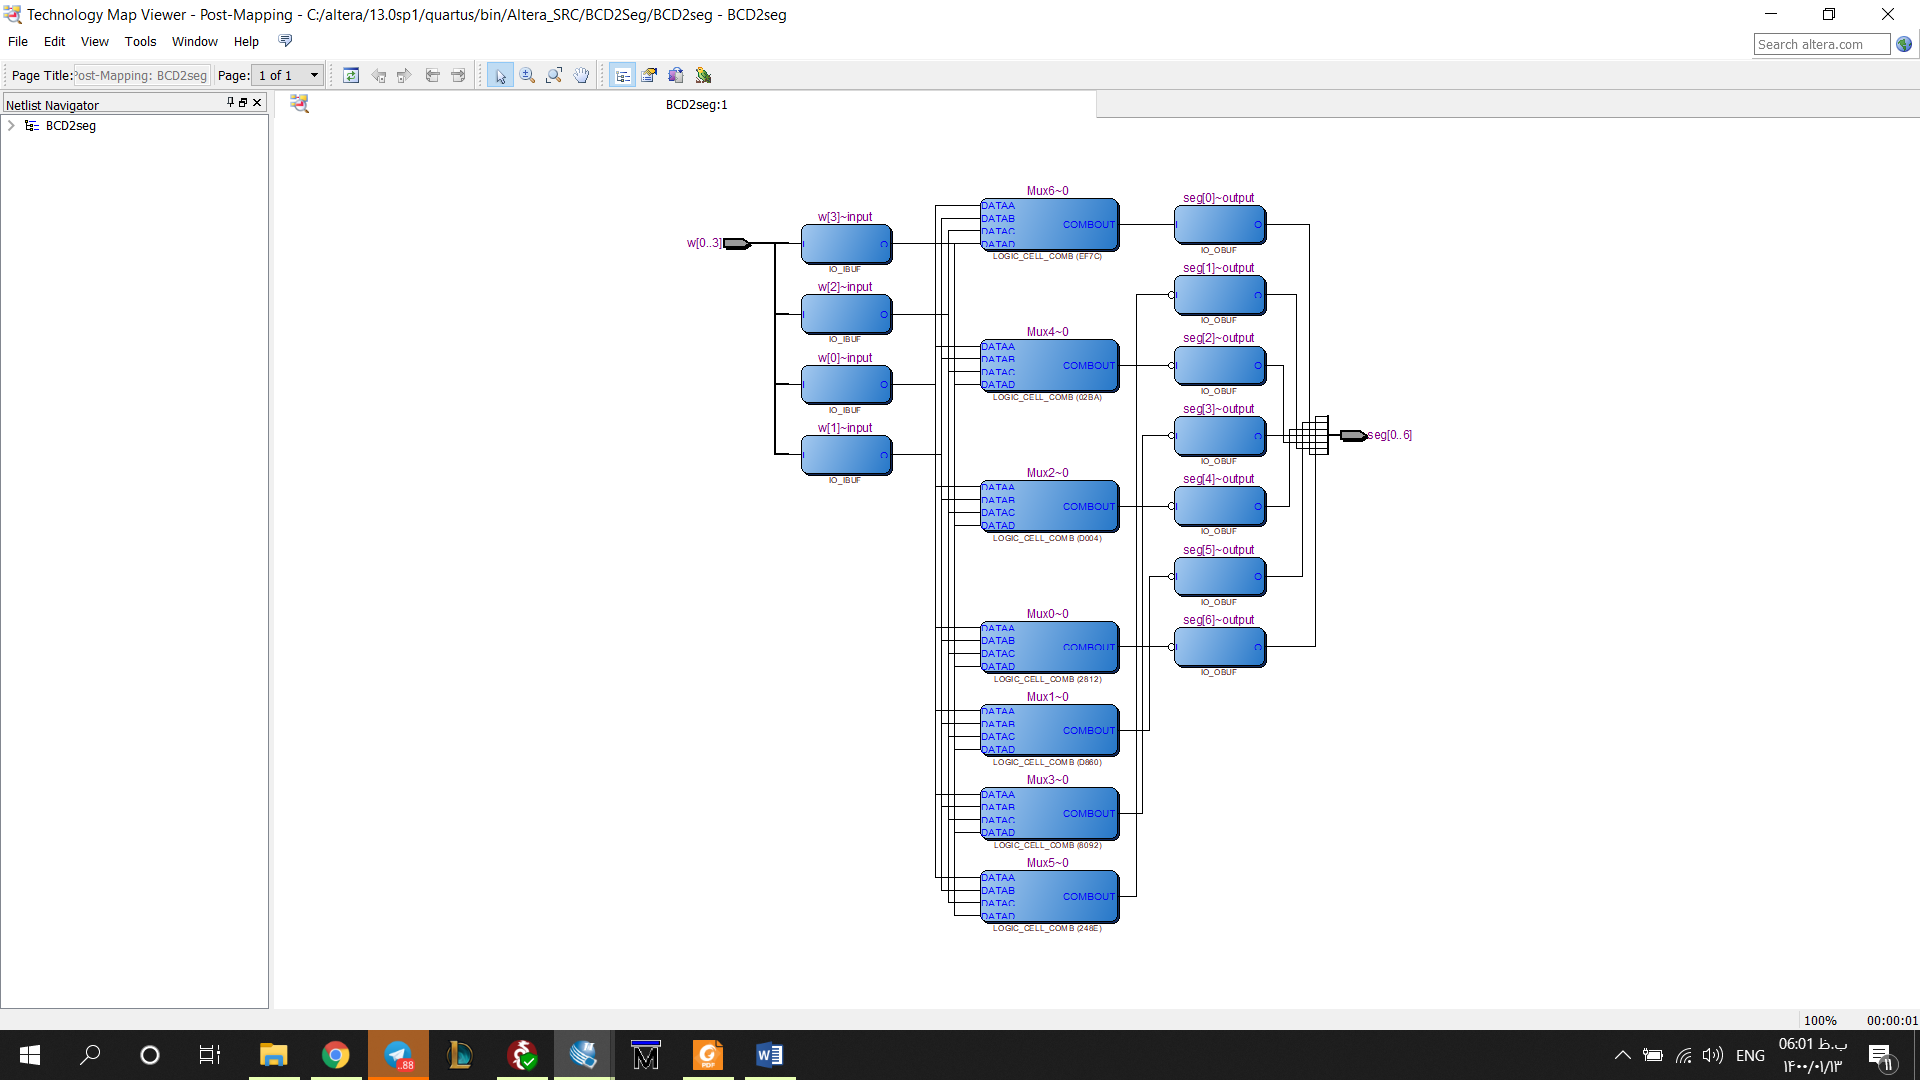 Technology Map Viewer - Post-Mapping - C:/altera/13.0sp1/quartus/bin/Altera_SRC/BCD2Seg/BCD2seg - BCD2seg
File Edit View Tools Window Help
Search altera.com
Page Title: Post-Mapping: BCD2seg Page: 1 of 1
Netlist Navigator
BCD2seg:1
BCD2seg
w[0..3]
w[3]~input
I O
IO_IBUF
w[2]~input
I O
IO_IBUF
w[0]~input
I O
IO_IBUF
w[1]~input
I O
IO_IBUF
Mux6~0
DATAA
DATAB
DATAC
DATAD
COMBOUT
LOGIC_CELL_COMB (EF7C)
Mux4~0
DATAA
DATAB
DATAC
DATAD
COMBOUT
LOGIC_CELL_COMB (02BA)
Mux2~0
DATAA
DATAB
DATAC
DATAD
COMBOUT
LOGIC_CELL_COMB (D004)
Mux0~0
DATAA
DATAB
DATAC
DATAD
COMBOUT
LOGIC_CELL_COMB (2812)
Mux1~0
DATAA
DATAB
DATAC
DATAD
COMBOUT
LOGIC_CELL_COMB (D860)
Mux3~0
DATAA
DATAB
DATAC
DATAD
COMBOUT
LOGIC_CELL_COMB (8092)
Mux5~0
DATAA
DATAB
DATAC
DATAD
COMBOUT
LOGIC_CELL_COMB (248E)
seg[0]~output
I O
IO_OBUF
seg[1]~output
I O
IO_OBUF
seg[2]~output
I O
IO_OBUF
seg[3]~output
I O
IO_OBUF
seg[4]~output
I O
IO_OBUF
seg[5]~output
I O
IO_OBUF
seg[6]~output
I O
IO_OBUF
seg[0..6]
100% 00:00:01
..88
PDF
ENG
06:01 ب.ظ
۱۴۰۰/۰۱/۱۳
۱۱